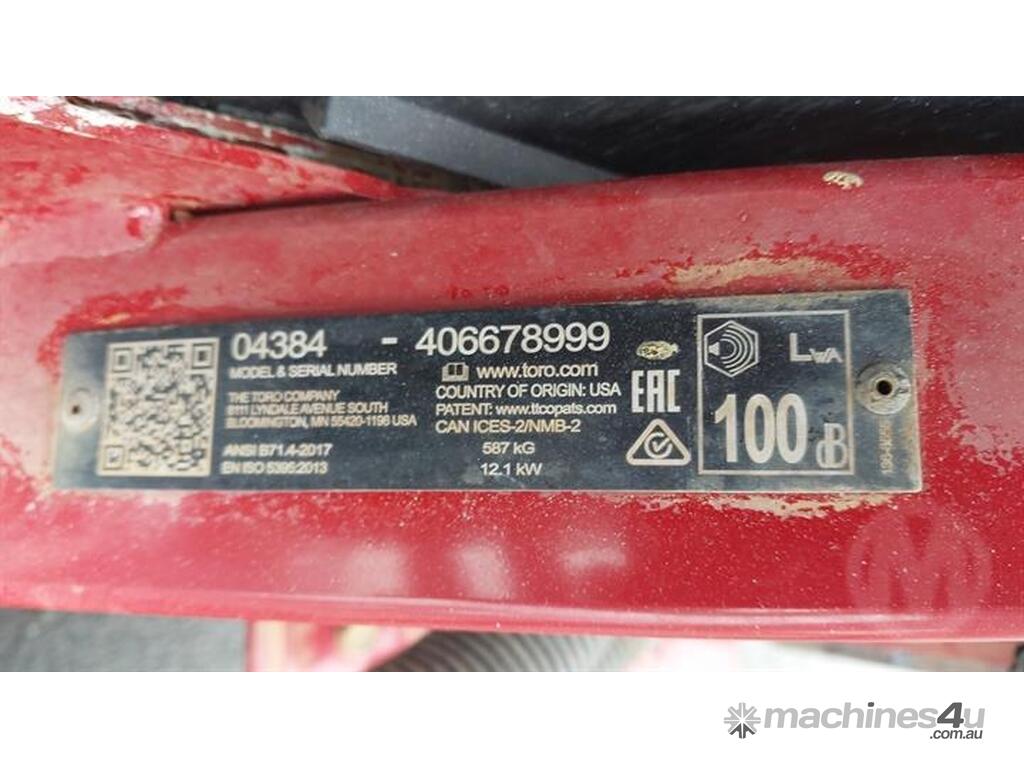 04384 - 406678999
MODEL & SERIAL NUMBER
THE TORO COMPANY
8111 LYNDALE AVENUE SOUTH
BLOOMINGTON, MN 55420-1196 USA
ANSI B71.4-2017
EN ISO 5395:2013
www.toro.com
COUNTRY OF ORIGIN: USA
PATENT: www.ttcopats.com
CAN ICES-2/NMB-2
587 kG
12.1 kW
EAC
LWA
100 dB
M
machines4u
.com.au